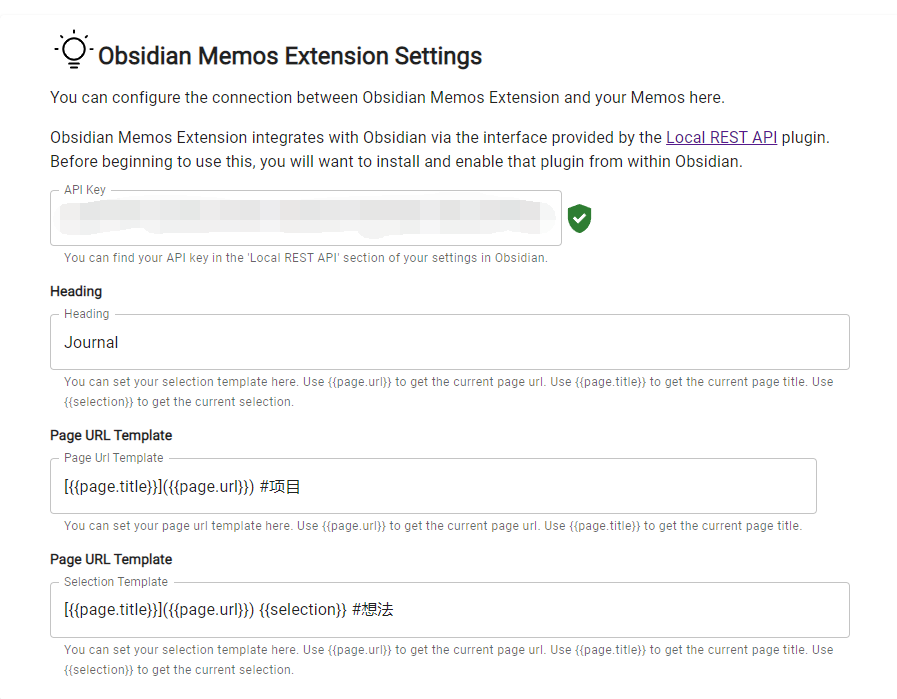 Obsidian Memos Extension Settings
You can configure the connection between Obsidian Memos Extension and your Memos here.
Obsidian Memos Extension integrates with Obsidian via the interface provided by the Local REST API plugin.
Before beginning to use this, you will want to install and enable that plugin from within Obsidian.
API Key
You can find your API key in the 'Local REST API' section of your settings in Obsidian.
Heading
Heading
Journal
You can set your selection template here. Use {{page.url}} to get the current page url. Use {{page.title}} to get the current page title. Use
{{selection}} to get the current selection.
Page URL Template
Page Url Template
[{{page.title}}]({{page.url}}) #项目
You can set your page url template here. Use {{page.url}} to get the current page url. Use {{page.title}} to get the current page title.
Page URL Template
Selection Template
[{{page.title}}]({{page.url}}) {{selection}} #想法
You can set your selection template here. Use {{page.url}} to get the current page url. Use {{page.title}} to get the current page title. Use
{{selection}} to get the current selection.